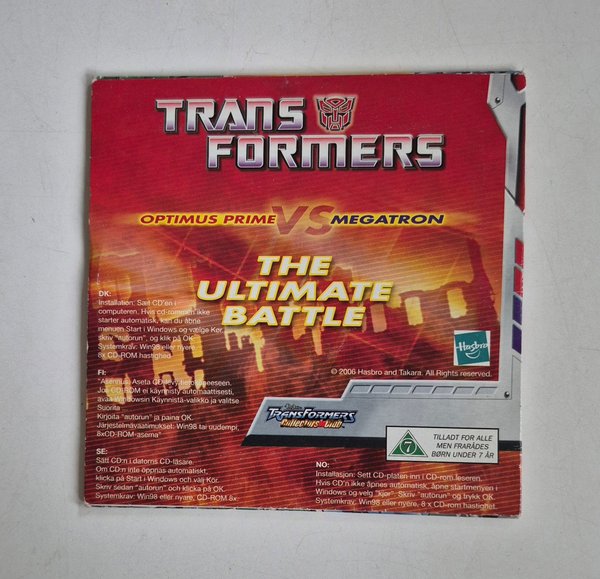 TRANS
FORMERS
OPTIMUS PRIME VS MEGATRON
THE
ULTIMATE
BATTLE
DK:
Installation: Sæt CD'en i
computeren. Hvis cd-rommen ikke
starter automatisk, kan du åbne
menuen Start i Windows og vælge Kør,
skriv "autorun", og klik på OK.
Systemkrav: Win98 eller nyere,
8x CD-ROM hastighed
Hasbro
© 2006 Hasbro and Takara. All Rights reserved.
FI:
"Asennus: Aseta CD-levy tietokoneeseen.
Jos CD-ROM ei käynnisty automaattisesti,
avaa Windowsin Käynnistä-valikko ja valitse
Suorita
Kirjoita "autorun" ja paina OK.
Järjestelmävaatimukset: Win98 tai uudempi,
8xCD-ROM-asema"
TRANSFORMERS
Collectors' Club
7
TILLADT FOR ALLE
MEN FRARÅDES
BØRN UNDER 7 ÅR
SE:
Sätt CD:n i datorns CD-läsare.
Om CD:n inte öppnas automatiskt,
klicka på Start i Windows och välj Kör.
Skriv sedan "autorun" och klicka på OK.
Systemkrav: Win98 eller nyare, CD-ROM 8x.
NO:
Installasjon: Sett CD-platen inn i CD-rom leseren.
Hvis CD'n ikke åpnes automatisk, åpne startmenyen i
Windows og velg "kjør". Skriv "autorun" og trykk OK.
Systemkrav: Win98 eller nyere, 8 x CD-rom hastighet.